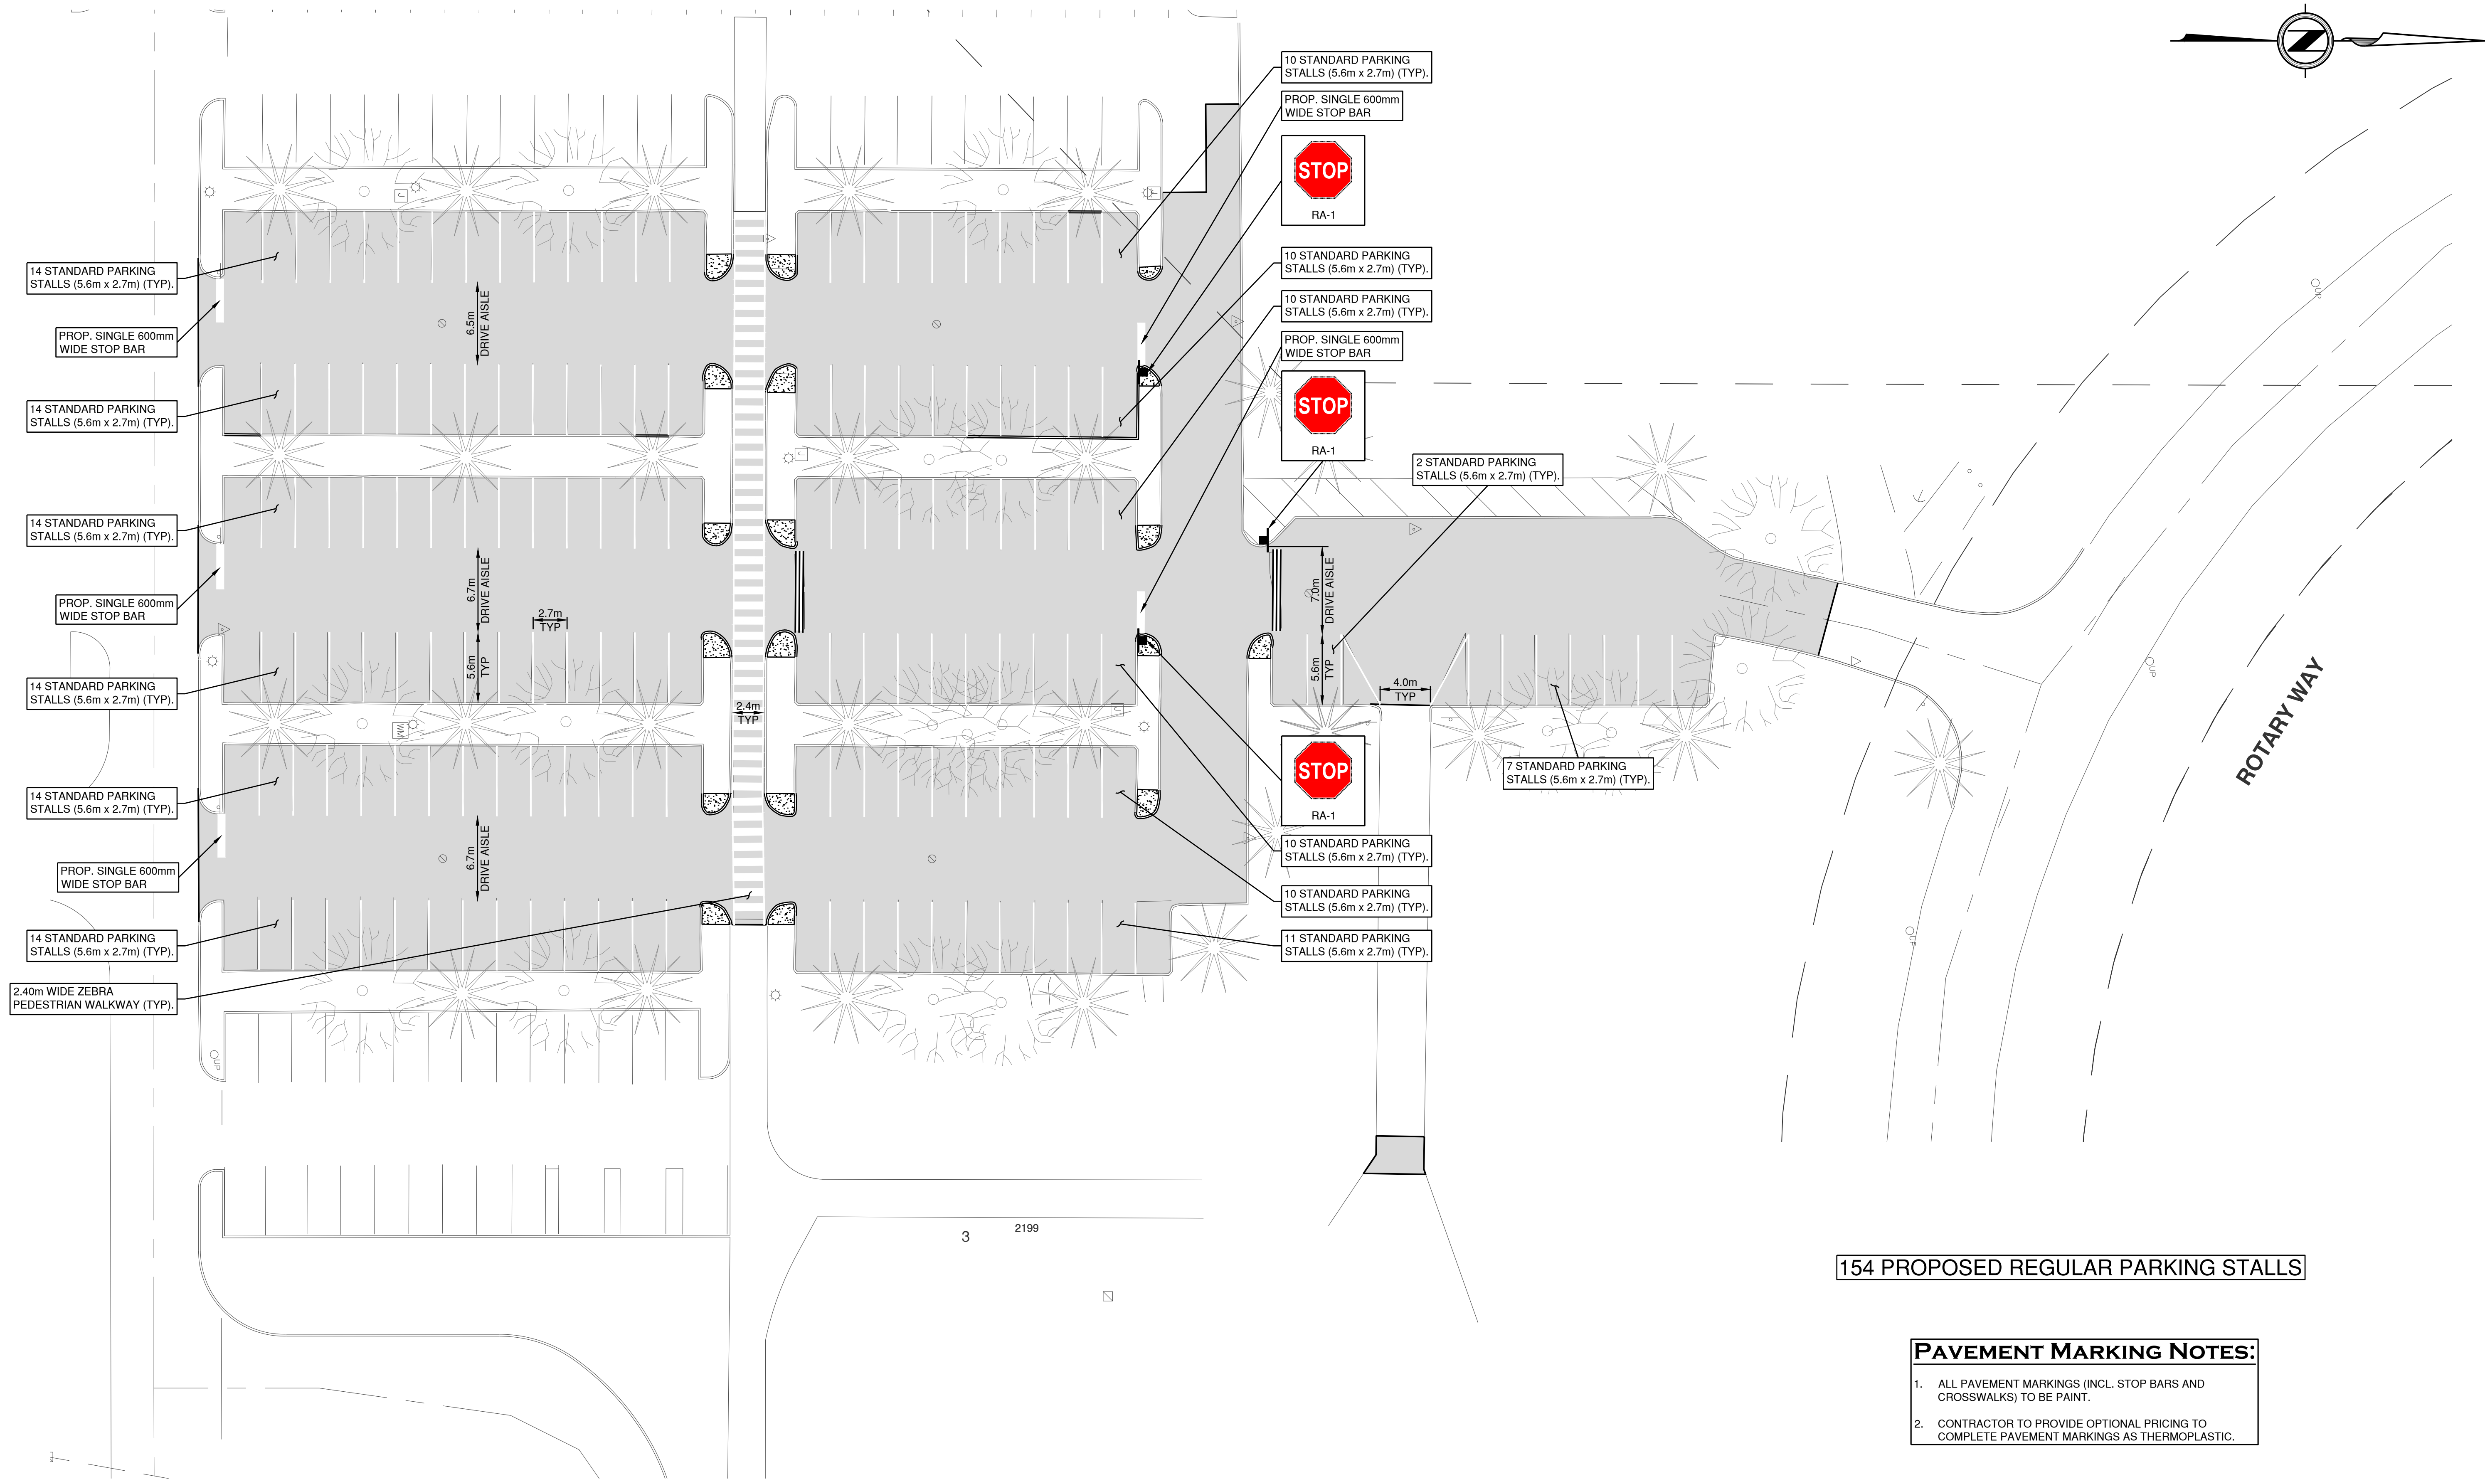 10 STANDARD PARKING
STALLS (5.6m x 2.7m) (TYP).
PROP. SINGLE 600mm
WIDE STOP BAR
STOP
RA-1
10 STANDARD PARKING
STALLS (5.6m x 2.7m) (TYP).
10 STANDARD PARKING
STALLS (5.6m x 2.7m) (TYP).
PROP. SINGLE 600mm
WIDE STOP BAR
STOP
RA-1
2 STANDARD PARKING
STALLS (5.6m x 2.7m) (TYP).
14 STANDARD PARKING
STALLS (5.6m x 2.7m) (TYP).
PROP. SINGLE 600mm
WIDE STOP BAR
14 STANDARD PARKING
STALLS (5.6m x 2.7m) (TYP).
14 STANDARD PARKING
STALLS (5.6m x 2.7m) (TYP).
PROP. SINGLE 600mm
WIDE STOP BAR
14 STANDARD PARKING
STALLS (5.6m x 2.7m) (TYP).
14 STANDARD PARKING
STALLS (5.6m x 2.7m) (TYP).
PROP. SINGLE 600mm
WIDE STOP BAR
14 STANDARD PARKING
STALLS (5.6m x 2.7m) (TYP).
2.40m WIDE ZEBRA
PEDESTRIAN WALKWAY (TYP).
6.5m
DRIVE AISLE
6.7m
DRIVE AISLE
2.7m
TYP
5.6m
TYP
2.4m
TYP
6.7m
DRIVE AISLE
7.0m
DRIVE AISLE
5.6m
TYP
4.0m
TYP
J
J
J
J
WM
UP
UP
UP
UP
7 STANDARD PARKING
STALLS (5.6m x 2.7m) (TYP).
STOP
RA-1
10 STANDARD PARKING
STALLS (5.6m x 2.7m) (TYP).
10 STANDARD PARKING
STALLS (5.6m x 2.7m) (TYP).
11 STANDARD PARKING
STALLS (5.6m x 2.7m) (TYP).
ROTARY WAY
3
2199
154 PROPOSED REGULAR PARKING STALLS
PAVEMENT MARKING NOTES:
1. ALL PAVEMENT MARKINGS (INCL. STOP BARS AND
CROSSWALKS) TO BE PAINT.
2. CONTRACTOR TO PROVIDE OPTIONAL PRICING TO
COMPLETE PAVEMENT MARKINGS AS THERMOPLASTIC.